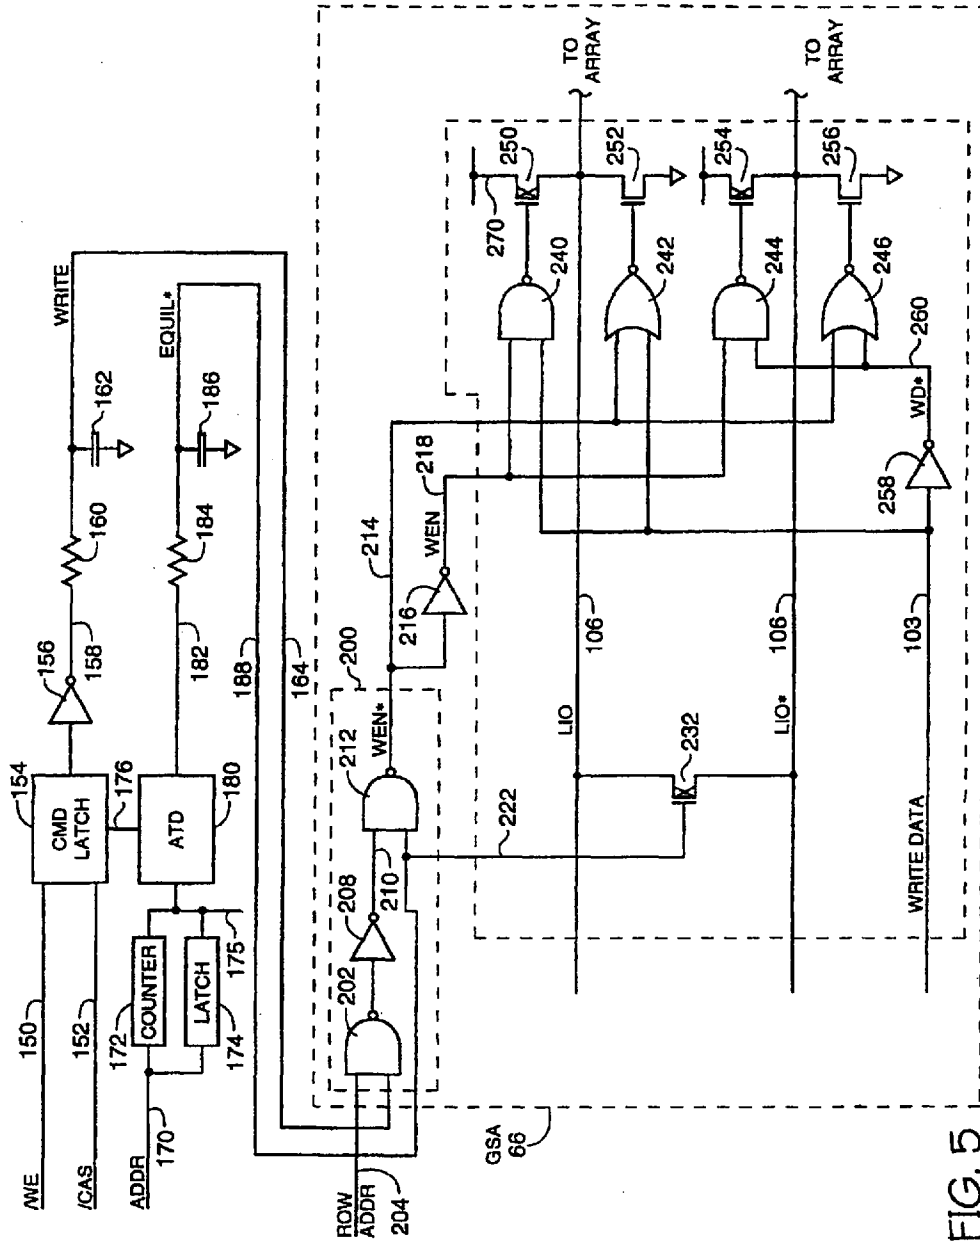 /WE
150
/CAS
152
ADDR
170
172
COUNTER
LATCH
174
175
CMD
LATCH
154
176
ATD
180
156
158
160
162
WRITE
182
184
186
EQUIL*
188
164
ROW
ADDR
204
200
202
208
210
212
WEN*
214
216
WEN
218
222
GSA
66
LIO
106
LIO*
106
232
WRITE DATA
103
258
WD*
260
240
242
244
246
270
250
252
254
256
TO
ARRAY
TO
ARRAY
FIG. 5